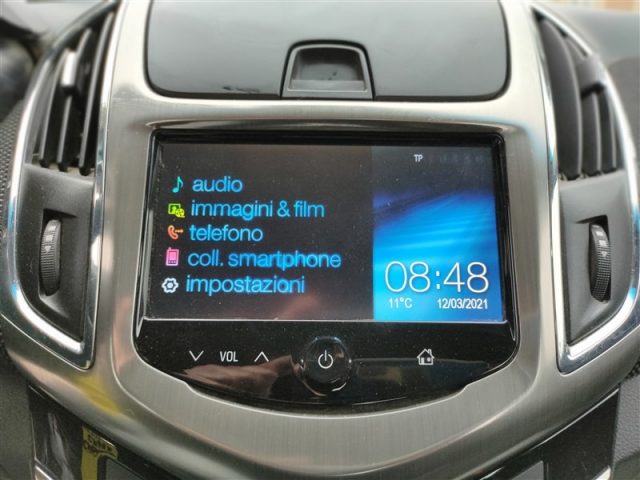 TP
audio
immagini & film
telefono
coll. smartphone
impostazioni
08:48
11°C 12/03/2021
VOL